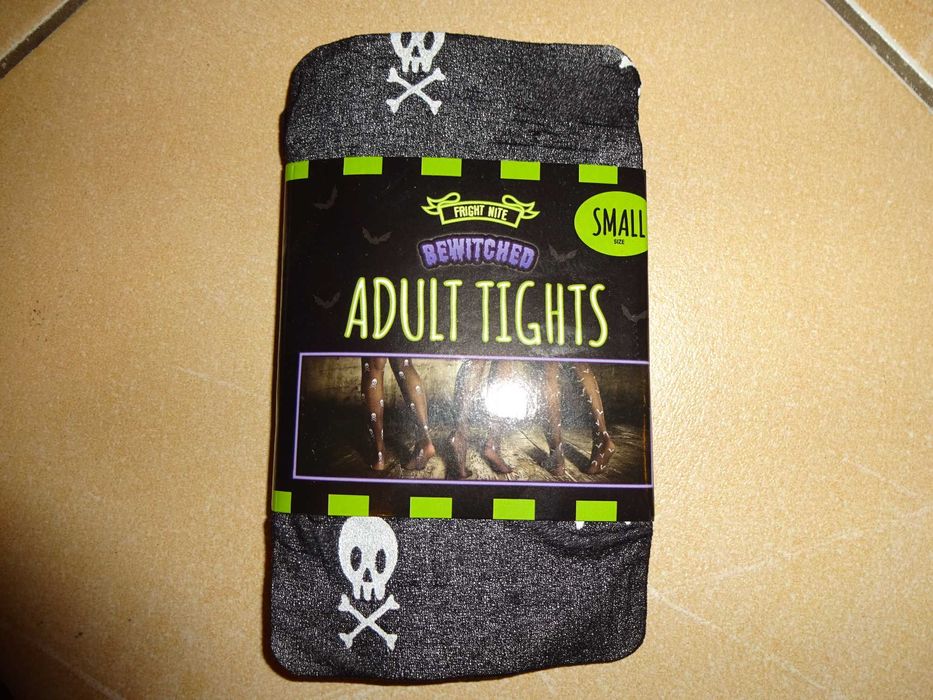 FRIGHT NITE
BEWITCHED
SMALL
SIZE
ADULT TIGHTS